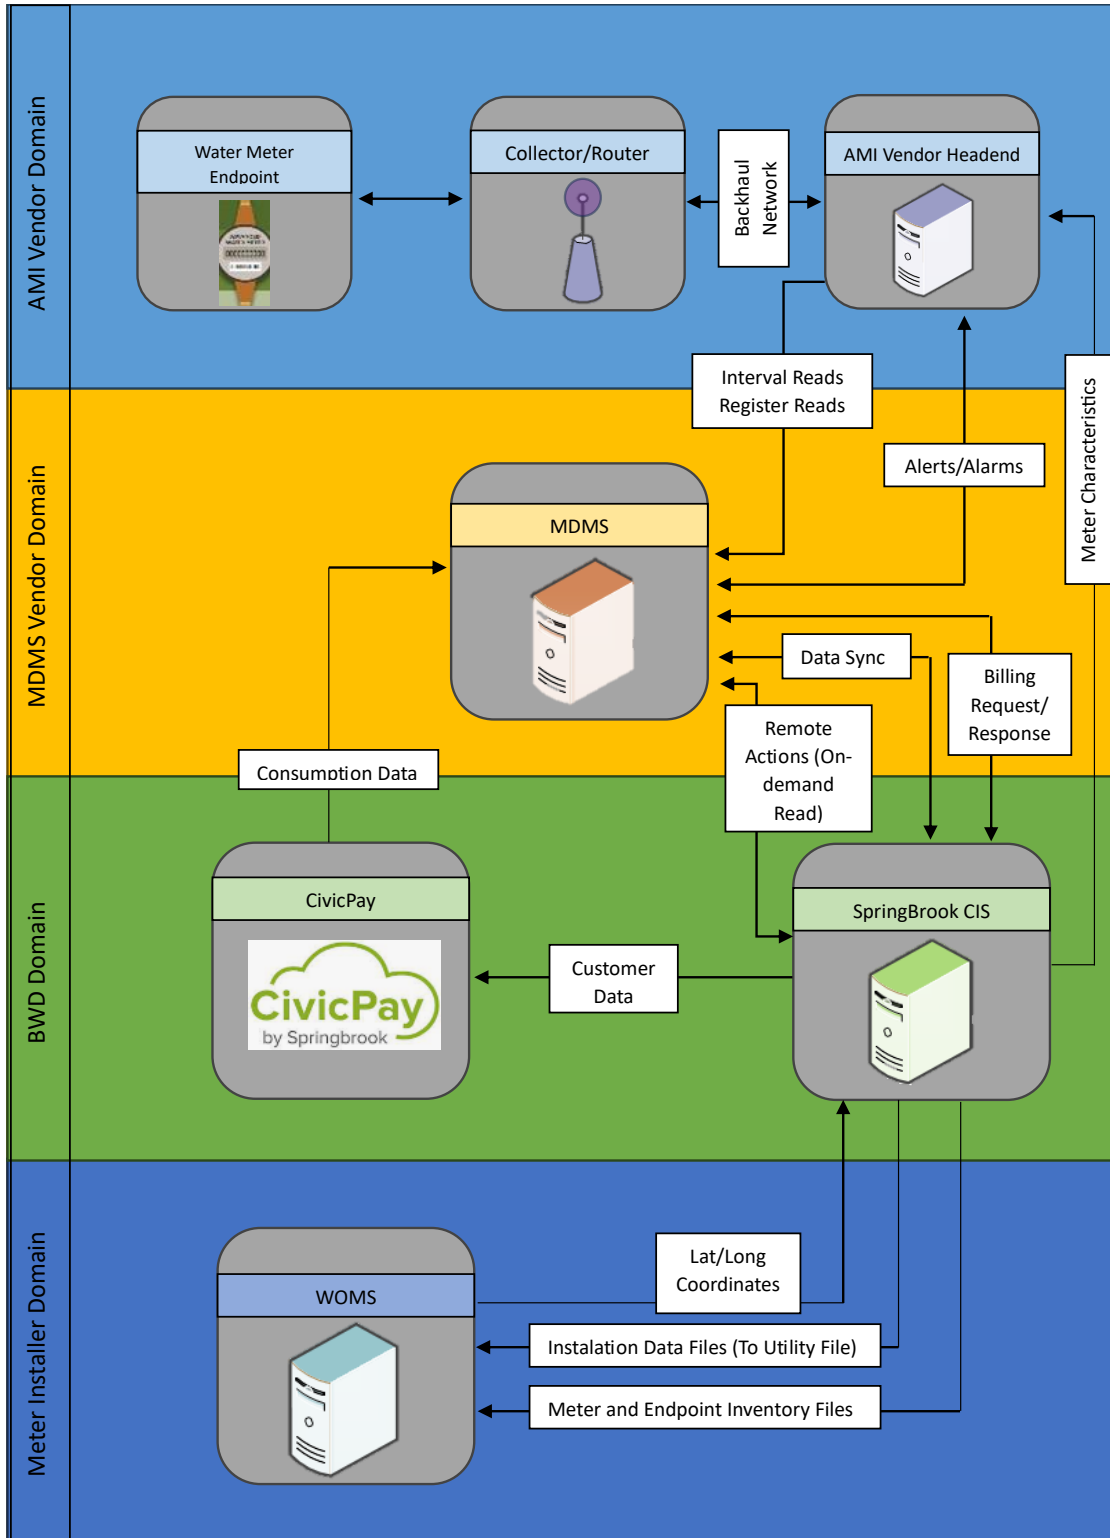 AMI Vendor Domain
Water Meter
Endpoint
Collector/Router
Backhaul
Network
AMI Vendor Headend
ADVANCED
WATER METER
Interval Reads
Register Reads
Meter Characteristics
MDMS Vendor Domain
Alerts/Alarms
MDMS
Data Sync
Billing
Request/
Response
Remote
Actions (On-
demand
Read)
Consumption Data
BWD Domain
CivicPay
CivicPay
by Springbrook
SpringBrook CIS
Customer
Data
Meter Installer Domain
WOMS
Lat/Long
Coordinates
Instalation Data Files (To Utility File)
Meter and Endpoint Inventory Files